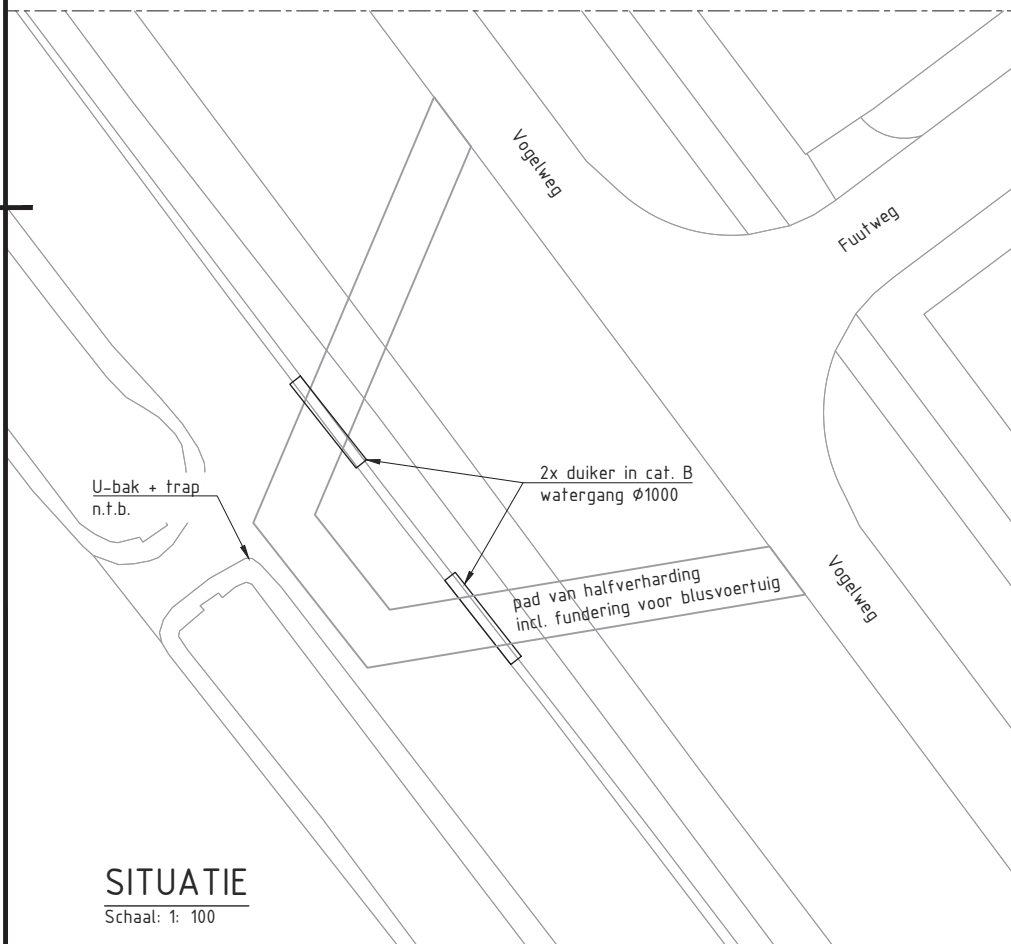 Vogelweg
Fuutweg
2x duiker in cat. B
watergang Ø1000
U-bak + trap
n.t.b.
pad van halfverharding
incl. fundering voor blusvoertuig
Vogelweg
SITUATIE
Schaal: 1: 100